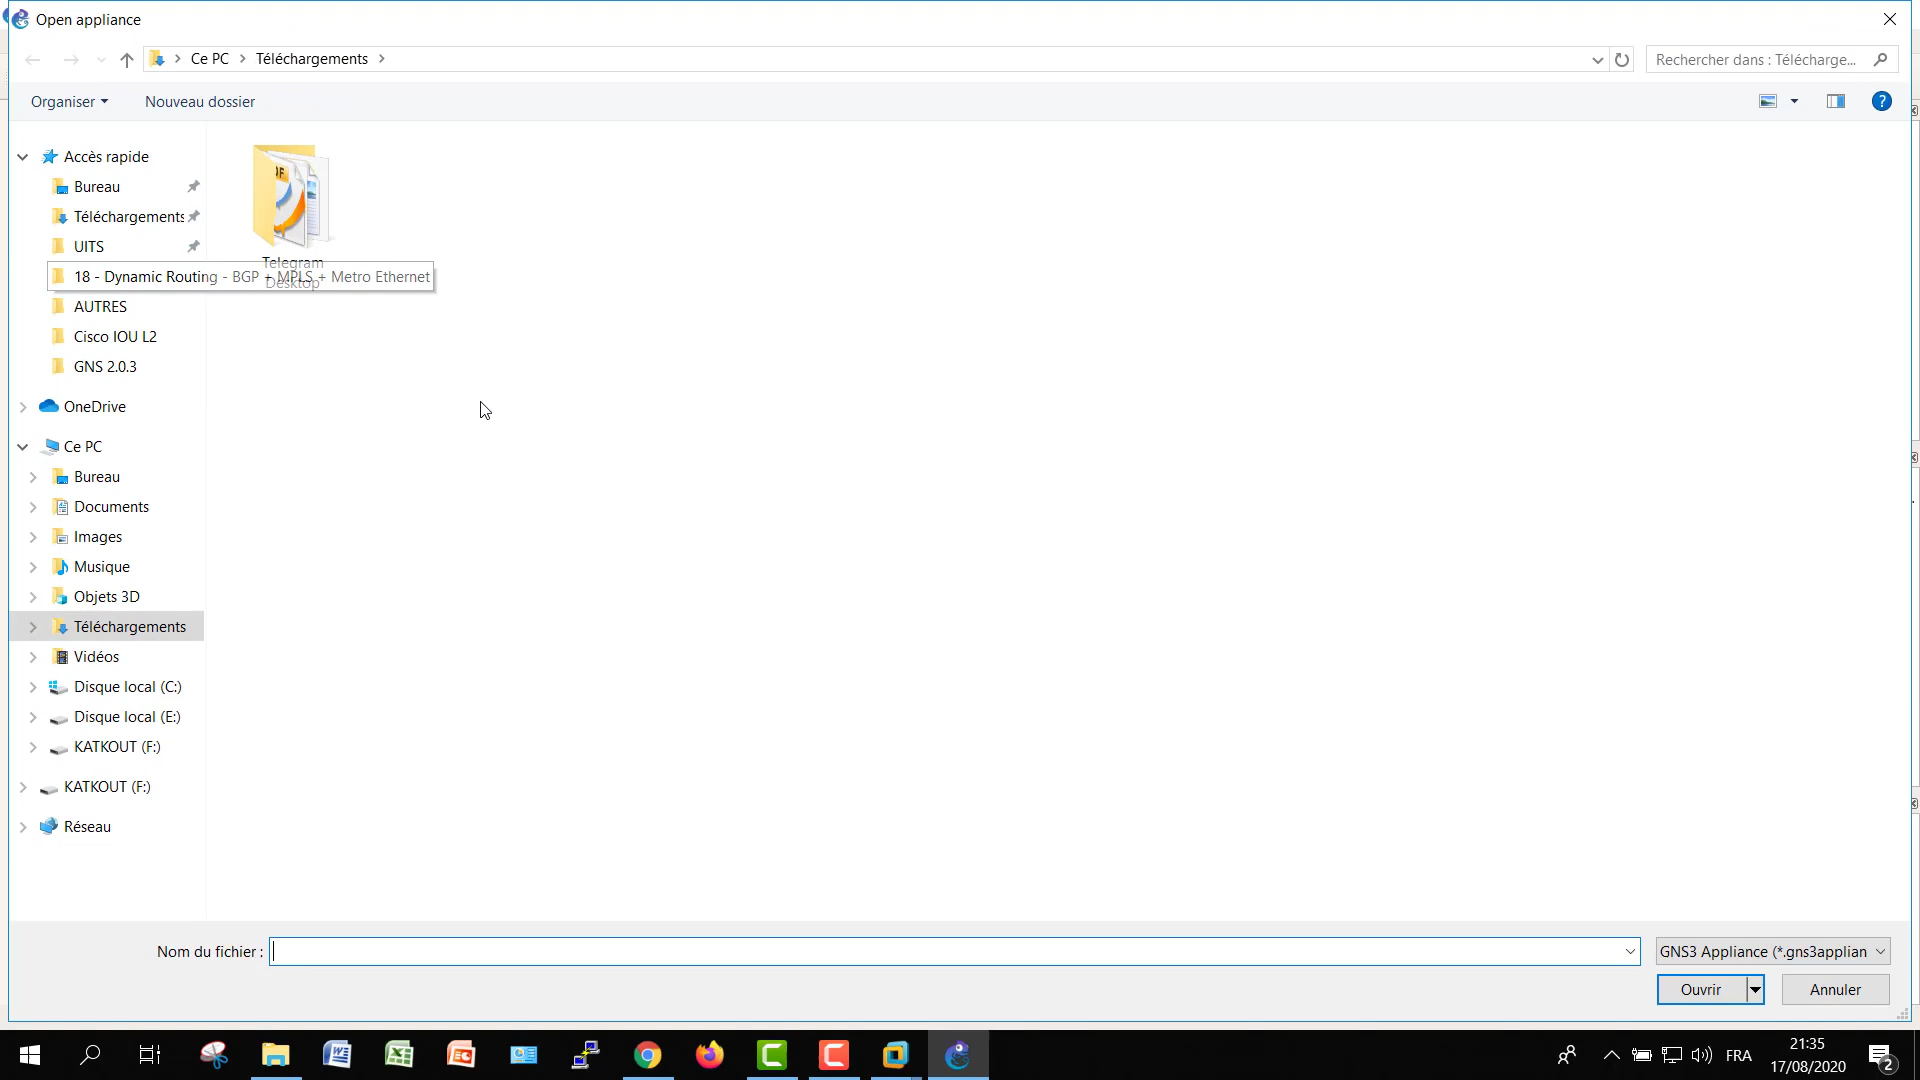 Open appliance
Ce PC
Téléchargements
Rechercher dans : Télécharge...
Organiser
Nouveau dossier
?
Accès rapide
Bureau
Téléchargements
UITS
18 - Dynamic Routing - BGP + MPLS + Metro Ethernet
AUTRES
Cisco IOU L2
GNS 2.0.3
OneDrive
Ce PC
Bureau
Documents
Images
Musique
Objets 3D
Téléchargements
Vidéos
Disque local (C:)
Disque local (E:)
KATKOUT (F:)
KATKOUT (F:)
Réseau
Telegram
Desktop
Nom du fichier :
GNS3 Appliance (*.gns3applian
Ouvrir
Annuler
FRA
21:35
17/08/2020
2